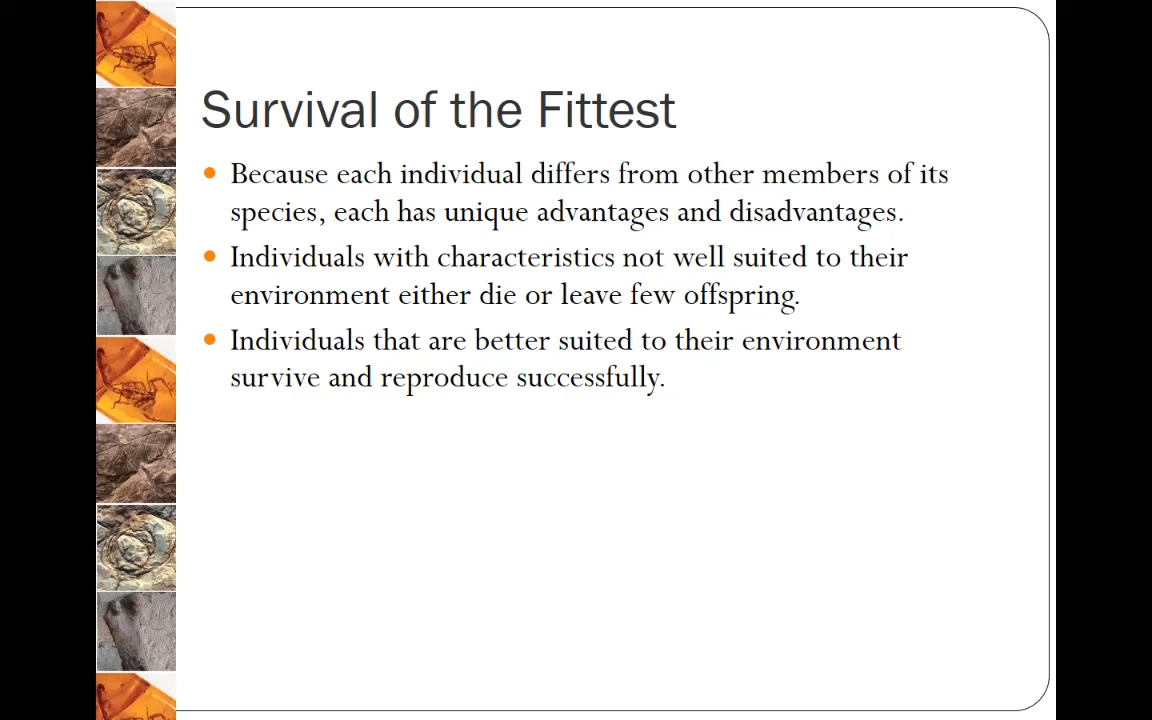 Survival of the Fittest
Because each individual differs from other members of its
species, each has unique advantages and disadvantages.
Individuals with characteristics not well suited to their
environment either die or leave few offspring.
Individuals that are better suited to their environment
survive and reproduce successfully.